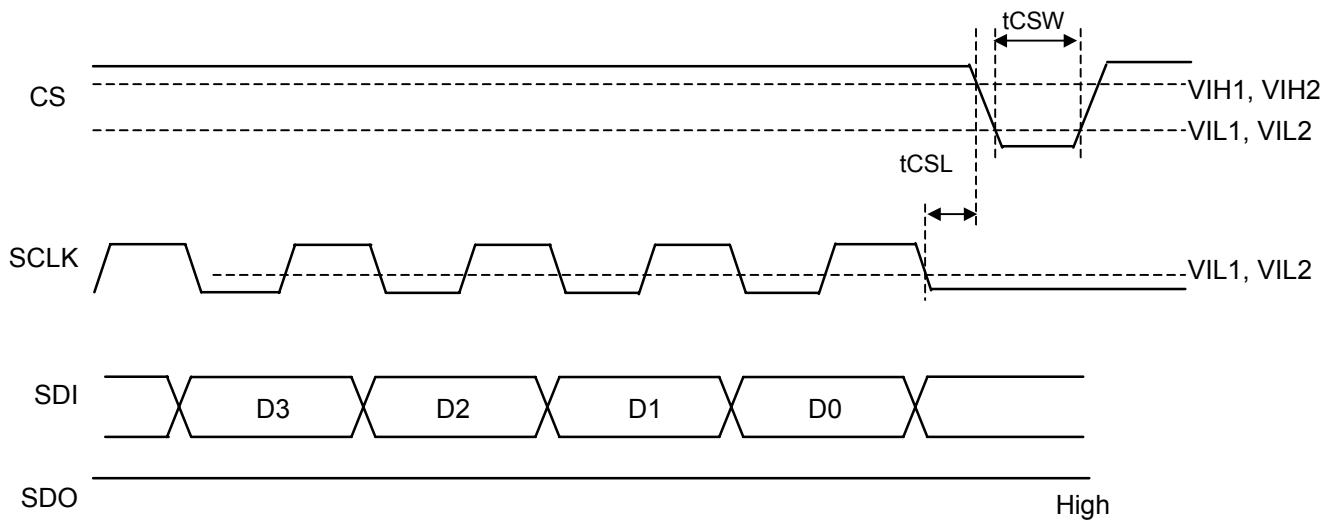 tCSW
CS
VIH1, VIH2
VIL1, VIL2
tCSL
SCLK
VIL1, VIL2
SDI
D3
D2
D1
D0
SDO
High